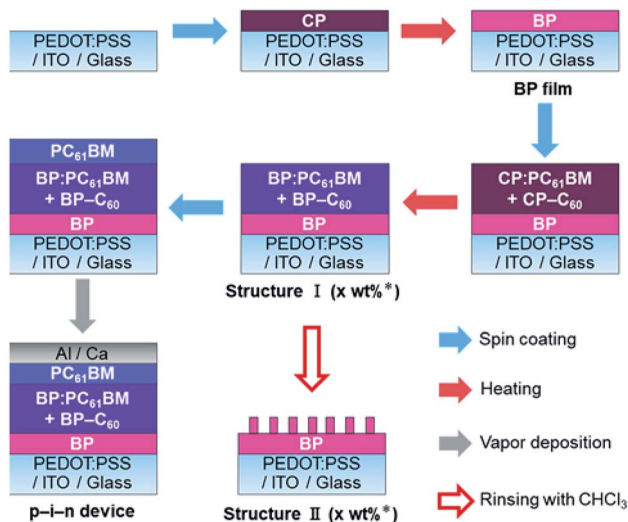 PEDOT:PSS
/ ITO / Glass
CP
PEDOT:PSS
/ ITO / Glass
BP
PEDOT:PSS
/ ITO / Glass
BP film
PC₆₁BM
BP:PC₆₁BM
+ BP–C₆₀
BP
PEDOT:PSS
/ ITO / Glass
BP:PC₆₁BM
+ BP–C₆₀
BP
PEDOT:PSS
/ ITO / Glass
Structure Ⅰ (x wt%*)
CP:PC₆₁BM
+ CP–C₆₀
BP
PEDOT:PSS
/ ITO / Glass
Al / Ca
PC₆₁BM
BP:PC₆₁BM
+ BP–C₆₀
BP
PEDOT:PSS
/ ITO / Glass
p–i–n device
BP
PEDOT:PSS
/ ITO / Glass
Structure Ⅱ (x wt%*)
Spin coating
Heating
Vapor deposition
Rinsing with CHCl₃